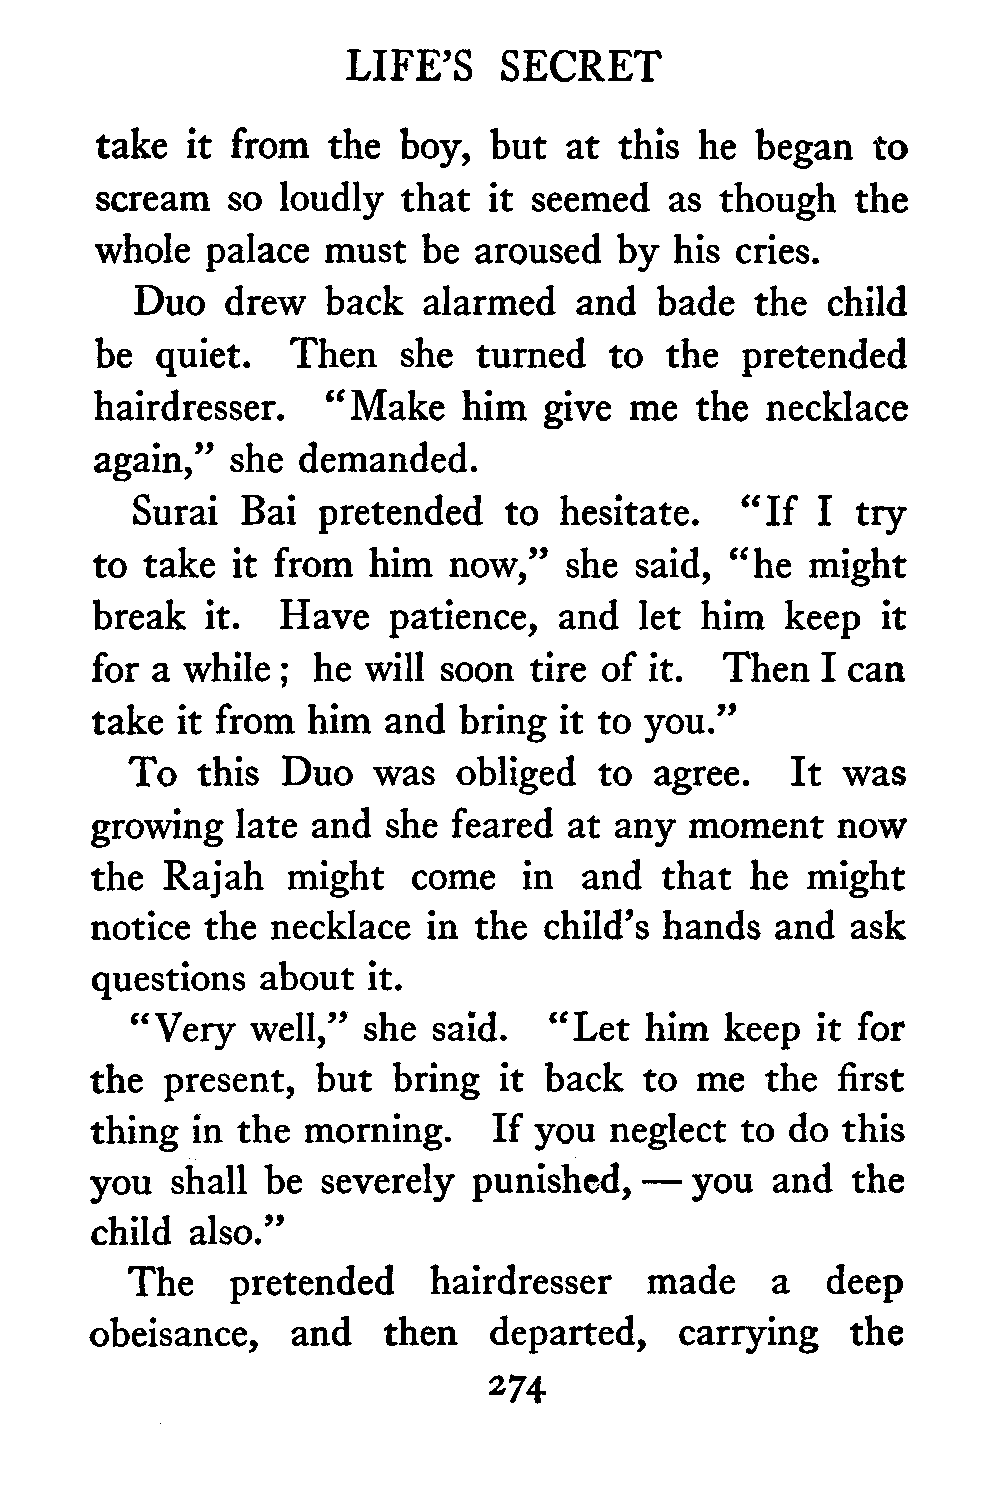 LIFE'S SECRET
take it from the boy, but at this he began to
scream so loudly that it seemed as though the
whole palace must be aroused by his cries.
Duo drew back alarmed and bade the child
be quiet. Then she turned to the pretended
hairdresser. “Make him give me the necklace
again,” she demanded.
Surai Bai pretended to hesitate. “If I try
to take it from him now,” she said, “he might
break it. Have patience, and let him keep it
for a while; he will soon tire of it. Then I can
take it from him and bring it to you.”
To this Duo was obliged to agree. It was
growing late and she feared at any moment now
the Rajah might come in and that he might
notice the necklace in the child’s hands and ask
questions about it.
“Very well,” she said. “Let him keep it for
the present, but bring it back to me the first
thing in the morning. If you neglect to do this
you shall be severely punished, — you and the
child also.”
The pretended hairdresser made a deep
obeisance, and then departed, carrying the
274